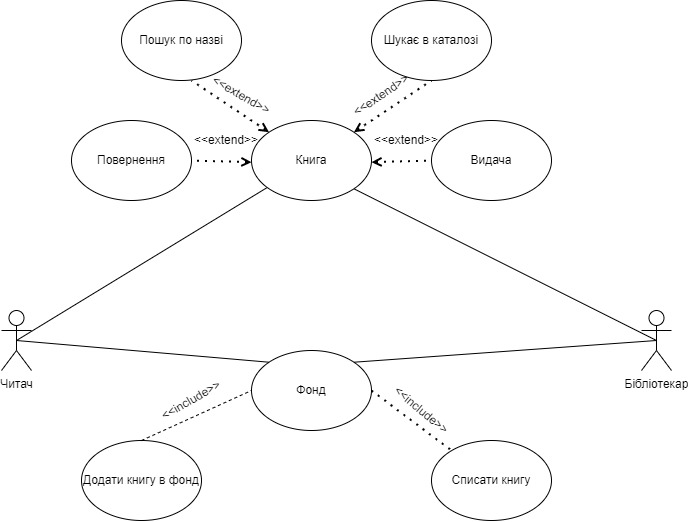 Пошук по назві
Шукає в каталозі
<<extend>>
<<extend>>
Повернення
<<extend>>
Книга
<<extend>>
Видача
Читач
Бібліотекар
Фонд
<<include>>
<<include>>
Додати книгу в фонд
Списати книгу